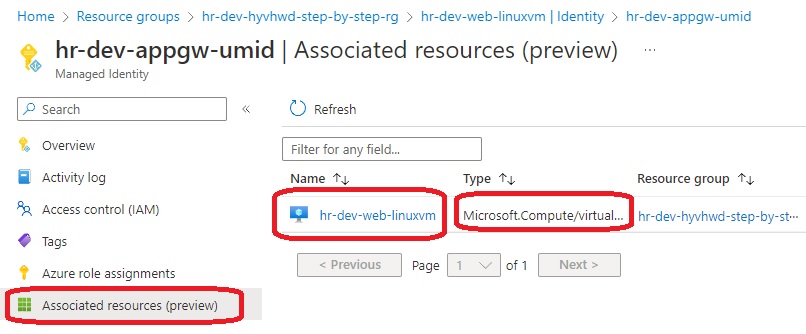 Home > Resource groups > hr-dev-hyvhwd-step-by-step-rg > hr-dev-web-linuxvm | Identity > hr-dev-appgw-umid
hr-dev-appgw-umid | Associated resources (preview) ...
Managed Identity
Search «
Refresh
Overview
Activity log
Access control (IAM)
Tags
Azure role assignments
Associated resources (preview)
Filter for any field...
Name ↑↓ Type ↑↓ Resource group ↑↓
hr-dev-web-linuxvm Microsoft.Compute/virtual... hr-dev-hyvhwd-step-by-st...
< Previous Page 1 of 1 Next >